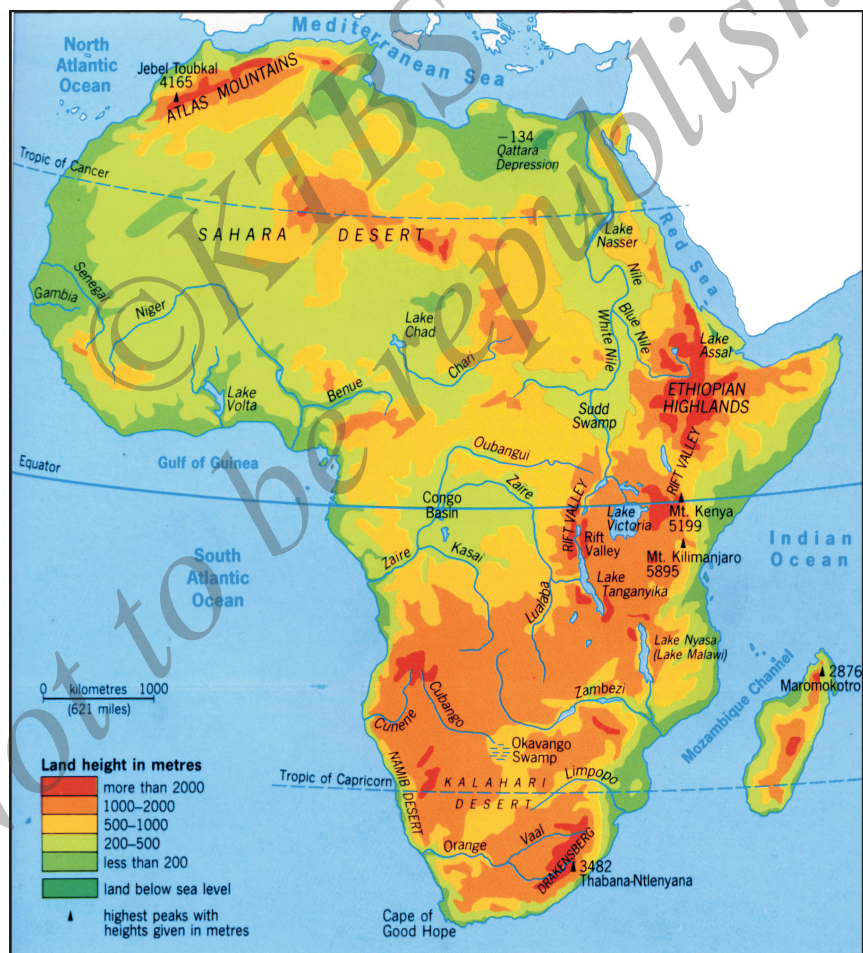 Mediterranean Sea
North
Atlantic
Ocean
Jebel Toubkal
4165
ATLAS MOUNTAINS
−134
Qattara
Depression
Tropic of Cancer
SAHARA DESERT
Lake
Nasser
Red Sea
Nile
Senegal
Gambia
Niger
Lake
Chad
Chari
White Nile
Blue Nile
Lake
Assal
ETHIOPIAN
HIGHLANDS
Lake
Volta
Benue
Sudd
Swamp
Oubangui
RIFT VALLEY
Gulf of Guinea
Equator
Congo
Basin
Zaire
RIFT VALLEY
Lake
Victoria
Mt. Kenya
5199
Indian
Ocean
Rift
Valley
Mt. Kilimanjaro
5895
South
Atlantic
Ocean
Zaire
Kasai
Lualaba
Lake
Tanganyika
Lake Nyasa
(Lake Malawi)
Mozambique Channel
2876
Maromokotro
0 kilometres 1000
(621 miles)
Cunene
Cubango
Zambezi
Okavango
Swamp
Land height in metres
more than 2000
1000–2000
500–1000
200–500
less than 200
land below sea level
highest peaks with
heights given in metres
Tropic of Capricorn
NAMIB DESERT
KALAHARI
DESERT
Limpopo
Orange
Vaal
DRAKENSBERG
3482
Thabana-Ntlenyana
Cape of
Good Hope
©KTBS
not to be republish